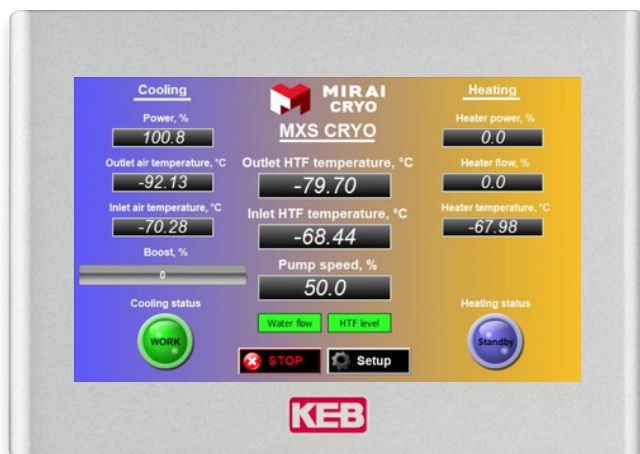 Cooling
Power, %
100.8
Outlet air temperature, °C
-92.13
Inlet air temperature, °C
-70.28
Boost, %
0
Cooling status
WORK
MIRAI
CRYO
MXS CRYO
Outlet HTF temperature, °C
-79.70
Inlet HTF temperature, °C
-68.44
Pump speed, %
50.0
Water flow
HTF level
STOP
Setup
Heating
Heater power, %
0.0
Heater flow, %
0.0
Heater temperature, °C
-67.98
Heating status
Standby
KEB